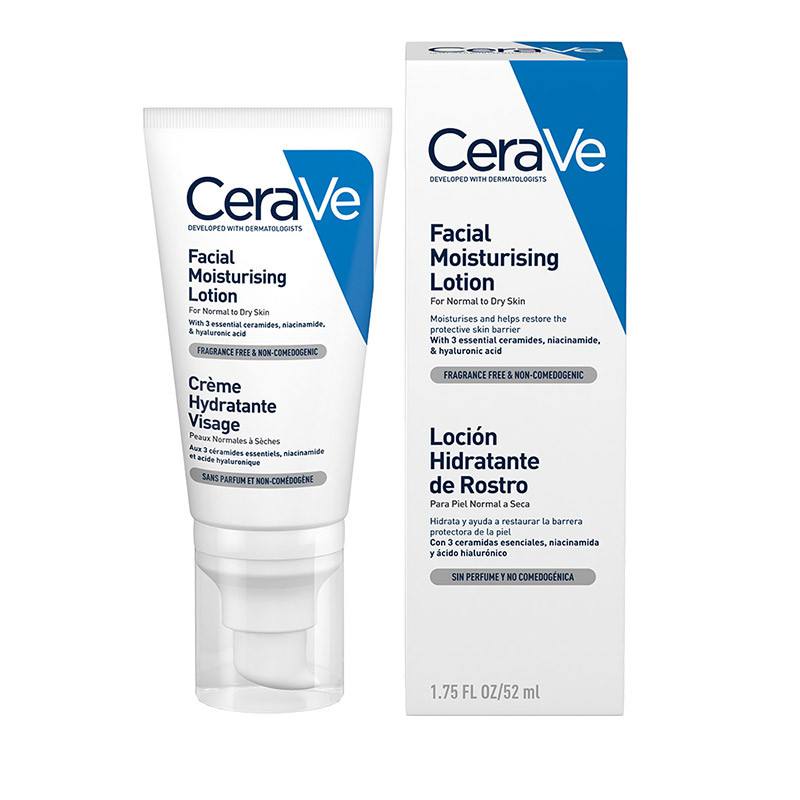 CeraVe
DEVELOPED WITH DERMATOLOGISTS
Facial
Moisturising
Lotion
For Normal to Dry Skin
With 3 essential ceramides, niacinamide,
& hyaluronic acid
FRAGRANCE FREE & NON-COMEDOGENIC
Crème
Hydratante
Visage
Peaux Normales à Sèches
Aux 3 céramides essentiels, niacinamide
et acide hyaluronique
SANS PARFUM ET NON-COMÉDOGÈNE
CeraVe
CeraVe
DEVELOPED WITH DERMATOLOGISTS
Facial
Moisturising
Lotion
For Normal to Dry Skin
Moisturises and helps restore the
protective skin barrier
With 3 essential ceramides, niacinamide,
& hyaluronic acid
FRAGRANCE FREE & NON-COMEDOGENIC
Loción
Hidratante
de Rostro
Para Piel Normal a Seca
Hidrata y ayuda a restaurar la barrera
protectora de la piel
Con 3 ceramidas esenciales, niacinamida
y ácido hialurónico
SIN PERFUME Y NO COMEDOGÉNICA
1.75 FL OZ/52 ml